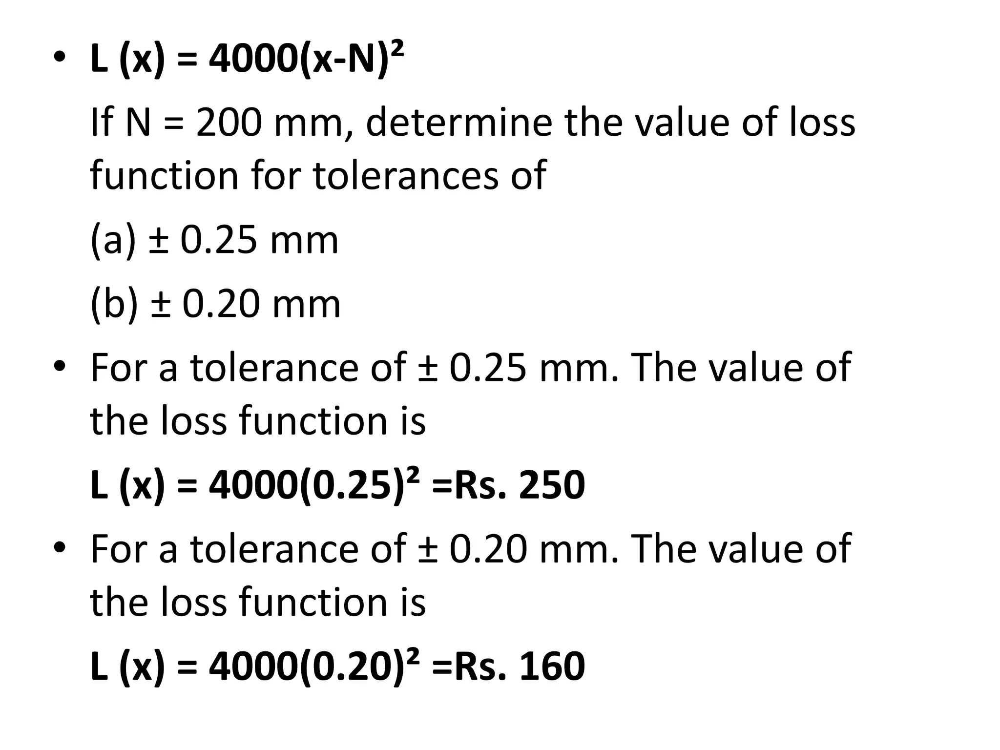 • L (x) = 4000(x-N)²
If N = 200 mm, determine the value of loss
function for tolerances of
(a) ± 0.25 mm
(b) ± 0.20 mm
• For a tolerance of ± 0.25 mm. The value of
the loss function is
L (x) = 4000(0.25)² =Rs. 250
• For a tolerance of ± 0.20 mm. The value of
the loss function is
L (x) = 4000(0.20)² =Rs. 160